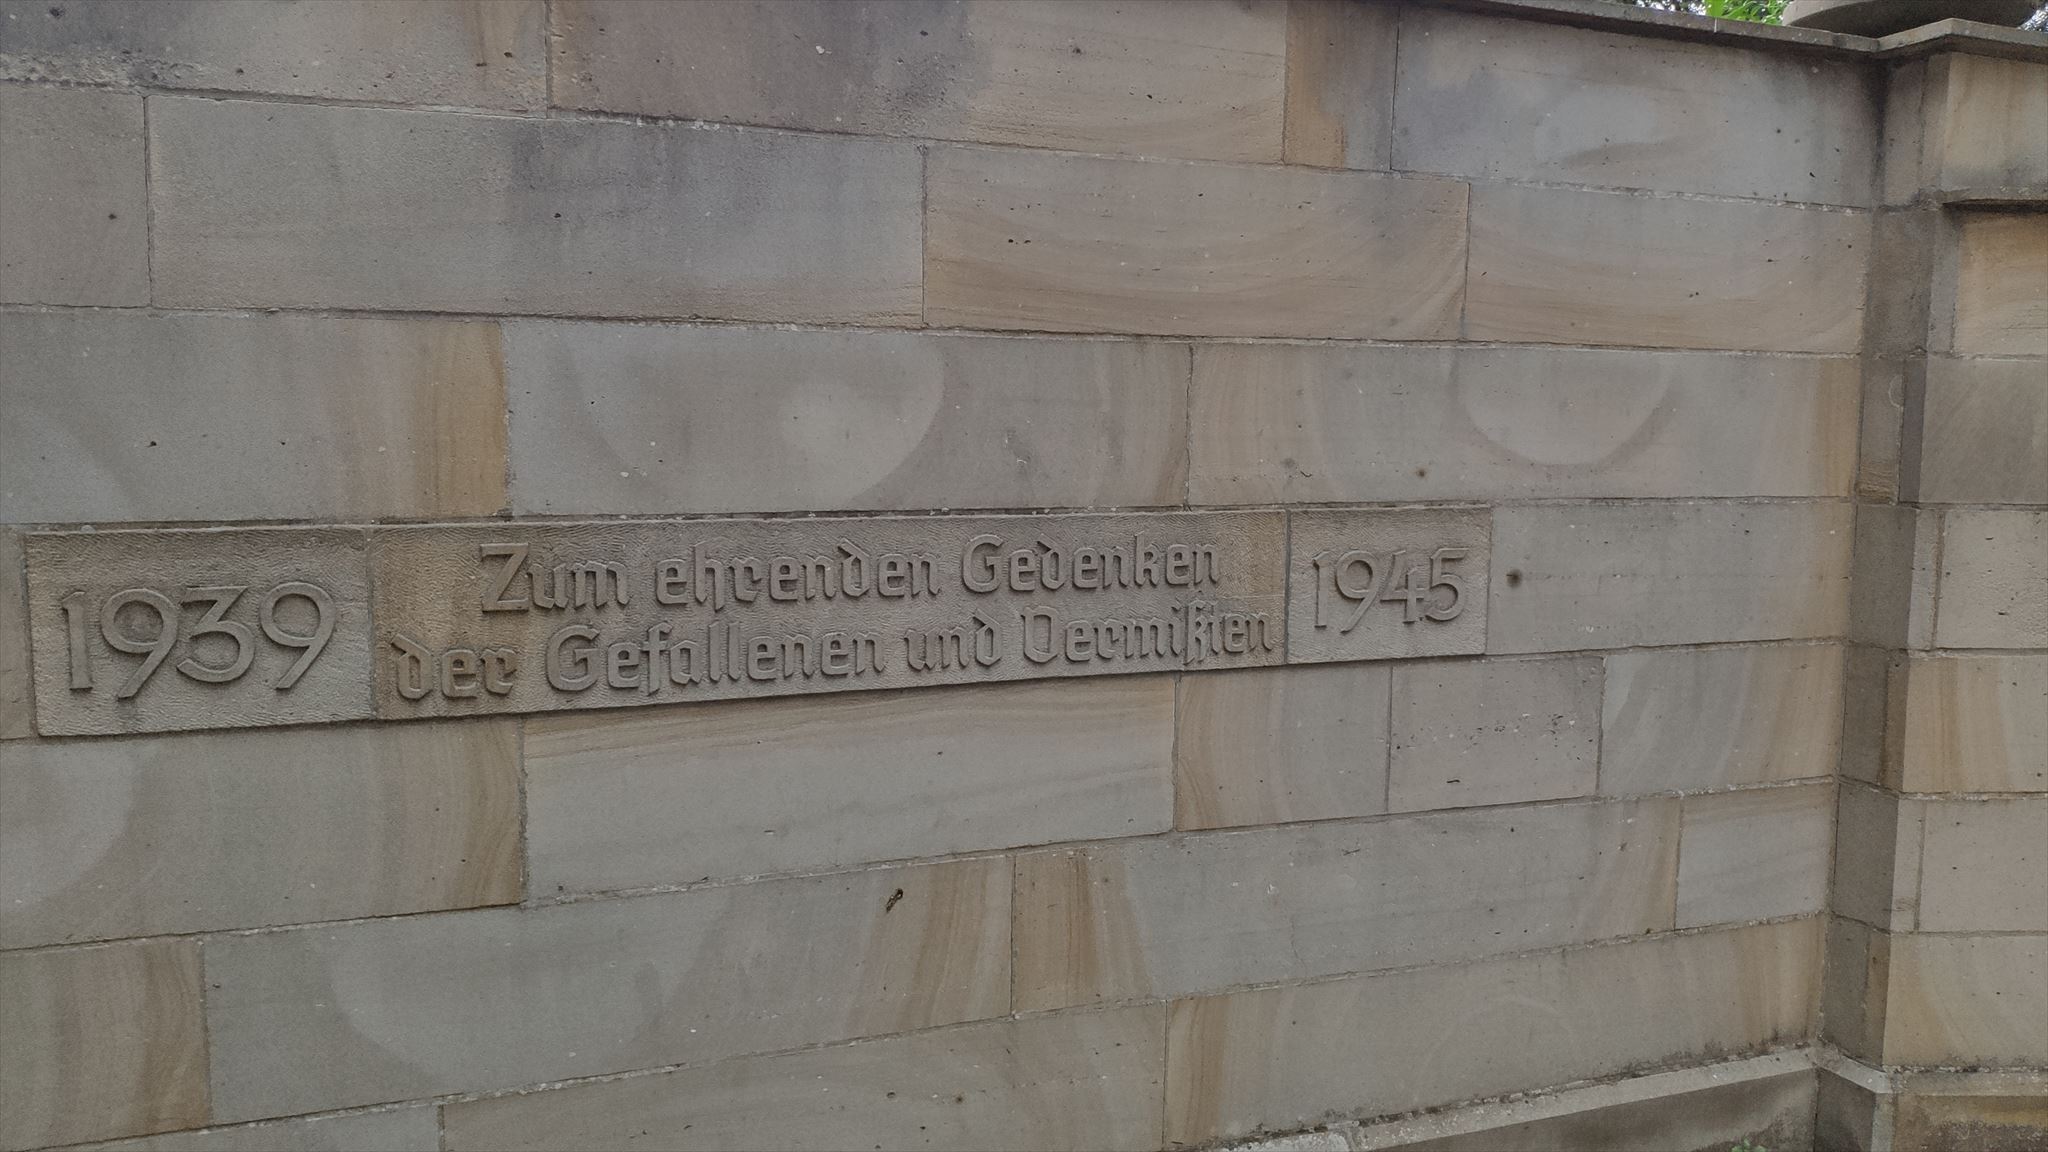 1939
Zum ehrenden Gedenken
der Gefallenen und Vermißten
1945